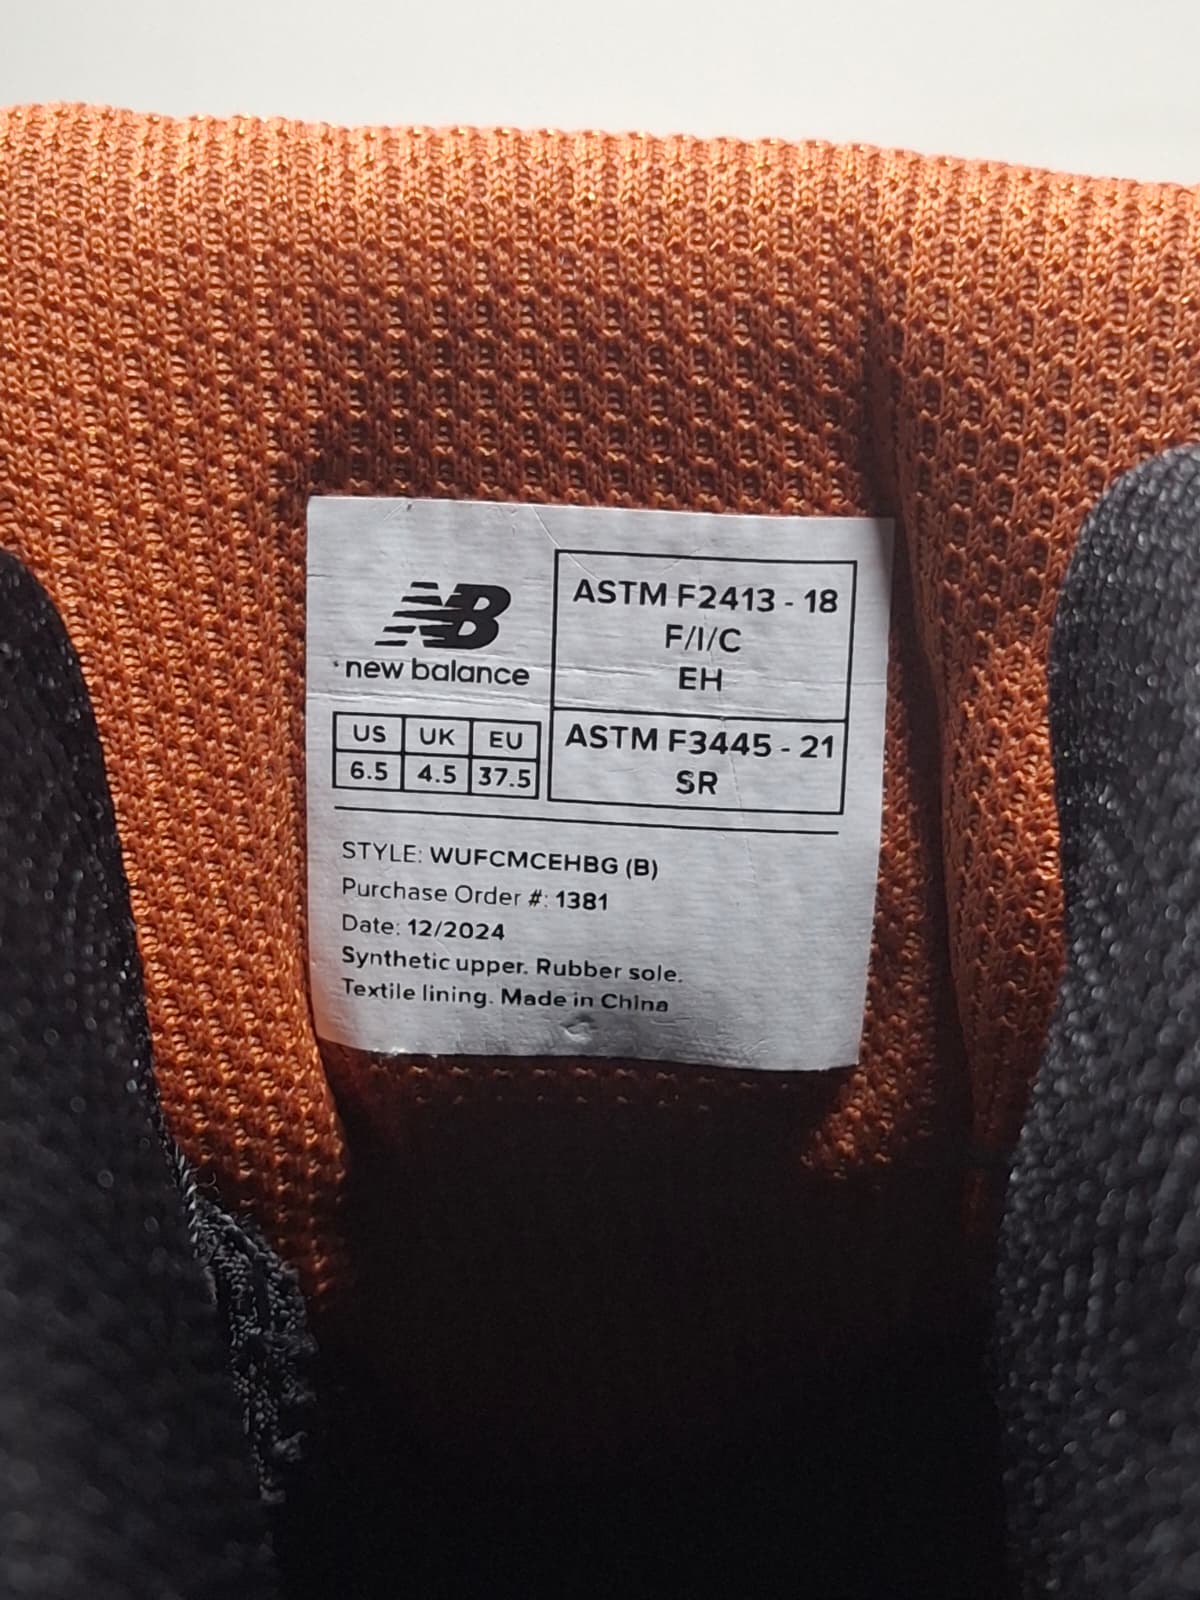 NB
new balance
ASTM F2413 - 18
F/I/C
EH
ASTM F3445 - 21
SR
US UK EU
6.5 4.5 37.5
STYLE: WUFCMCEHBG (B)
Purchase Order #: 1381
Date: 12/2024
Synthetic upper. Rubber sole.
Textile lining. Made in China